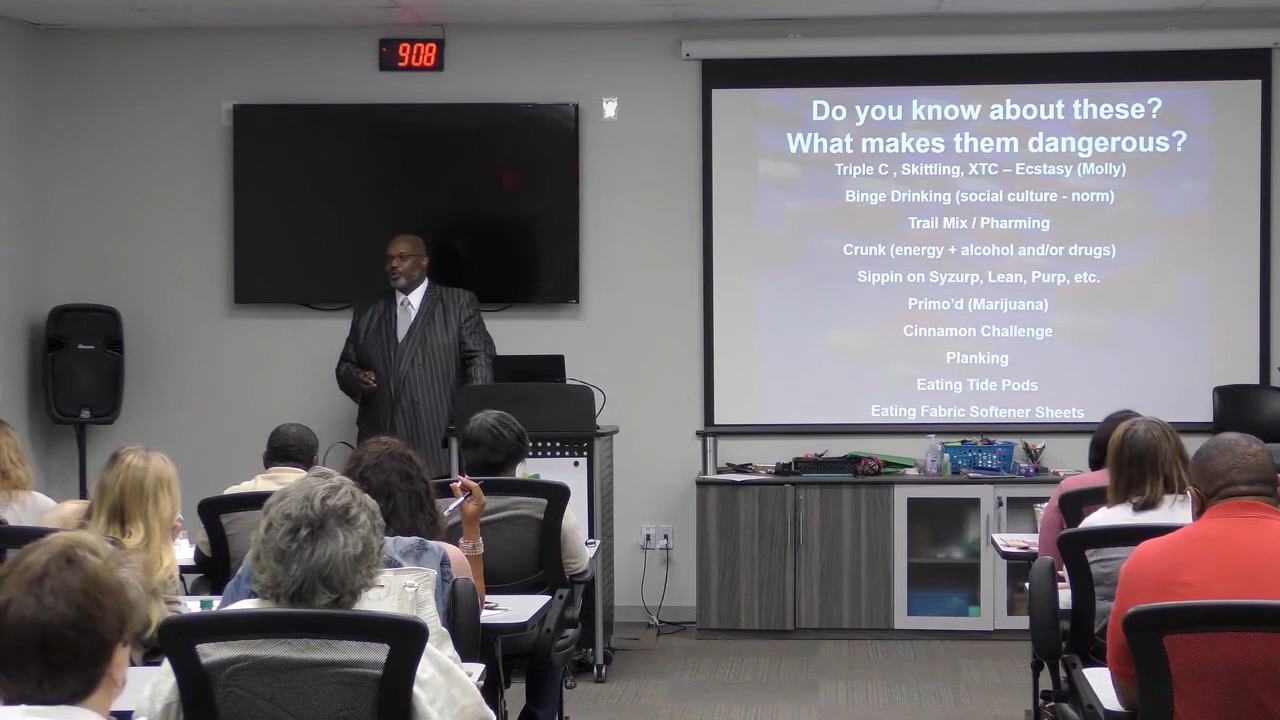 908
Do you know about these?
What makes them dangerous?
Triple C , Skittling, XTC – Ecstasy (Molly)
Binge Drinking (social culture - norm)
Trail Mix / Pharming
Crunk (energy + alcohol and/or drugs)
Sippin on Syzurp, Lean, Purp, etc.
Primo'd (Marijuana)
Cinnamon Challenge
Planking
Eating Tide Pods
Eating Fabric Softener Sheets